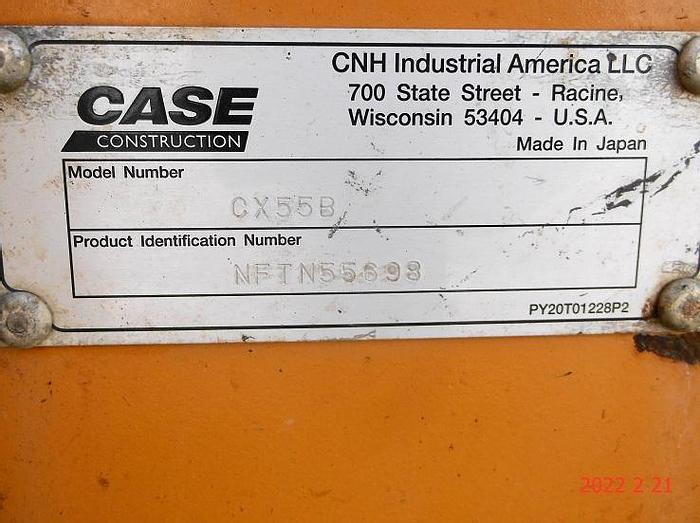 CASE
CONSTRUCTION
CNH Industrial America LLC
700 State Street - Racine,
Wisconsin 53404 - U.S.A.
Made In Japan
Model Number
CX55B
Product Identification Number
NFTN55698
PY20T01228P2
2022 2 21